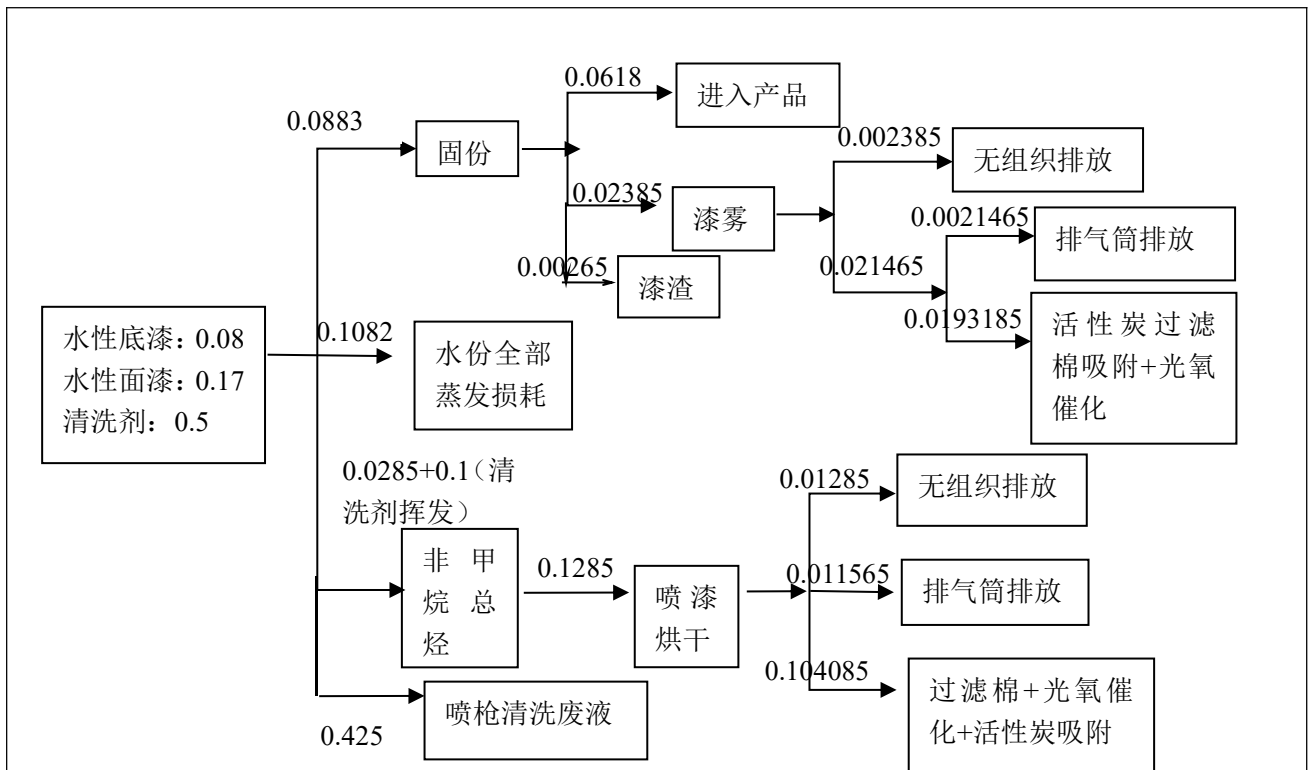 0.0618
进入产品
0.0883
固份
0.002385
无组织排放
0.02385
漆雾
0.0021465
排气筒排放
0.00265
漆渣
0.021465
0.0193185
活性炭过滤
棉吸附+光氧
催化
水性底漆：0.08
水性面漆：0.17
清洗剂：0.5
0.1082
水份全部
蒸发损耗
0.0285+0.1（清
洗剂挥发）
非甲
烷总
烃
0.1285
喷漆
烘干
0.01285
无组织排放
0.011565
排气筒排放
0.104085
过滤棉+光氧催
化+活性炭吸附
0.425
喷枪清洗废液